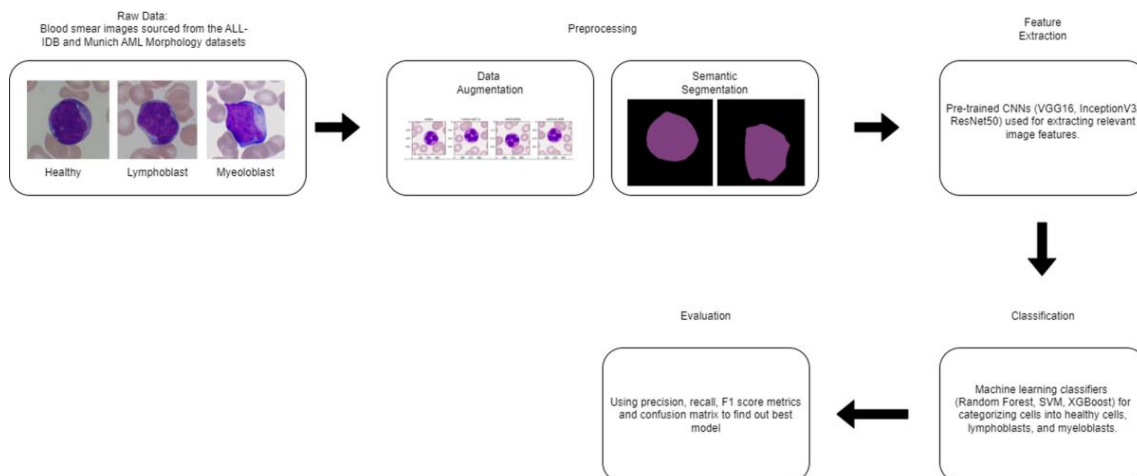 Raw Data:
Blood smear images sourced from the ALL-
IDB and Munich AML Morphology datasets
Healthy
Lymphoblast
Myeoloblast
Preprocessing
Data
Augmentation
Semantic
Segmentation
Feature
Extraction
Pre-trained CNNs (VGG16, InceptionV3
ResNet50) used for extracting relevant
image features.
Classification
Machine learning classifiers
(Random Forest, SVM, XGBoost) for
categorizing cells into healthy cells,
lymphoblasts, and myeloblasts.
Evaluation
Using precision, recall, F1 score metrics
and confusion matrix to find out best
model